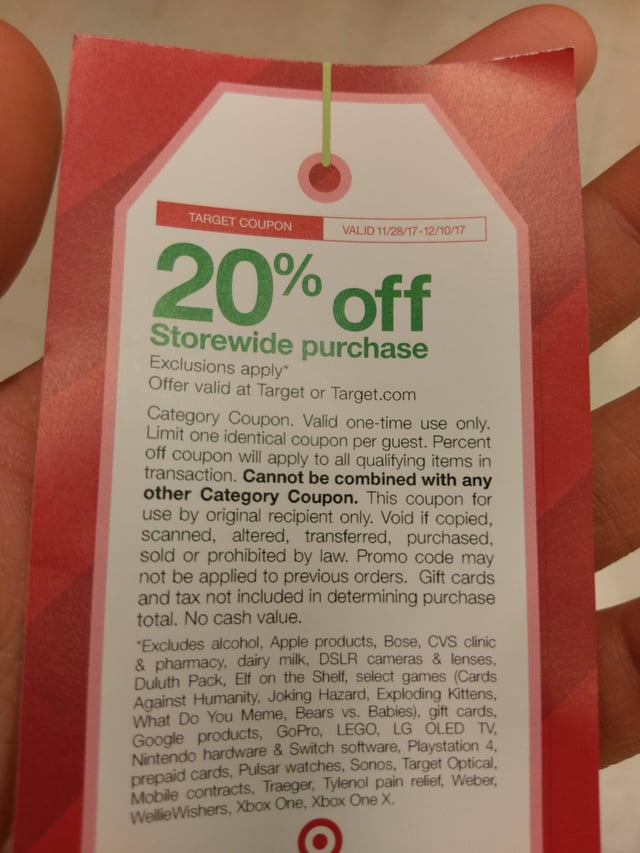 TARGET COUPON VALID 11/28/17-12/10/17
20% off
Storewide purchase
Exclusions apply*
Offer valid at Target or Target.com
Category Coupon. Valid one-time use only.
Limit one identical coupon per guest. Percent
off coupon will apply to all qualifying items in
transaction. Cannot be combined with any
other Category Coupon. This coupon for
use by original recipient only. Void if copied,
scanned, altered, transferred, purchased,
sold or prohibited by law. Promo code may
not be applied to previous orders. Gift cards
and tax not included in determining purchase
total. No cash value.
*Excludes alcohol, Apple products, Bose, CVS clinic
& pharmacy, dairy milk, DSLR cameras & lenses,
Duluth Pack, Elf on the Shelf, select games (Cards
Against Humanity, Joking Hazard, Exploding Kittens,
What Do You Meme, Bears vs. Babies), gift cards,
Google products, GoPro, LEGO, LG OLED TV,
Nintendo hardware & Switch software, Playstation 4,
prepaid cards, Pulsar watches, Sonos, Target Optical,
Mobile contracts, Traeger, Tylenol pain relief, Weber,
WellieWishers, Xbox One, Xbox One X.